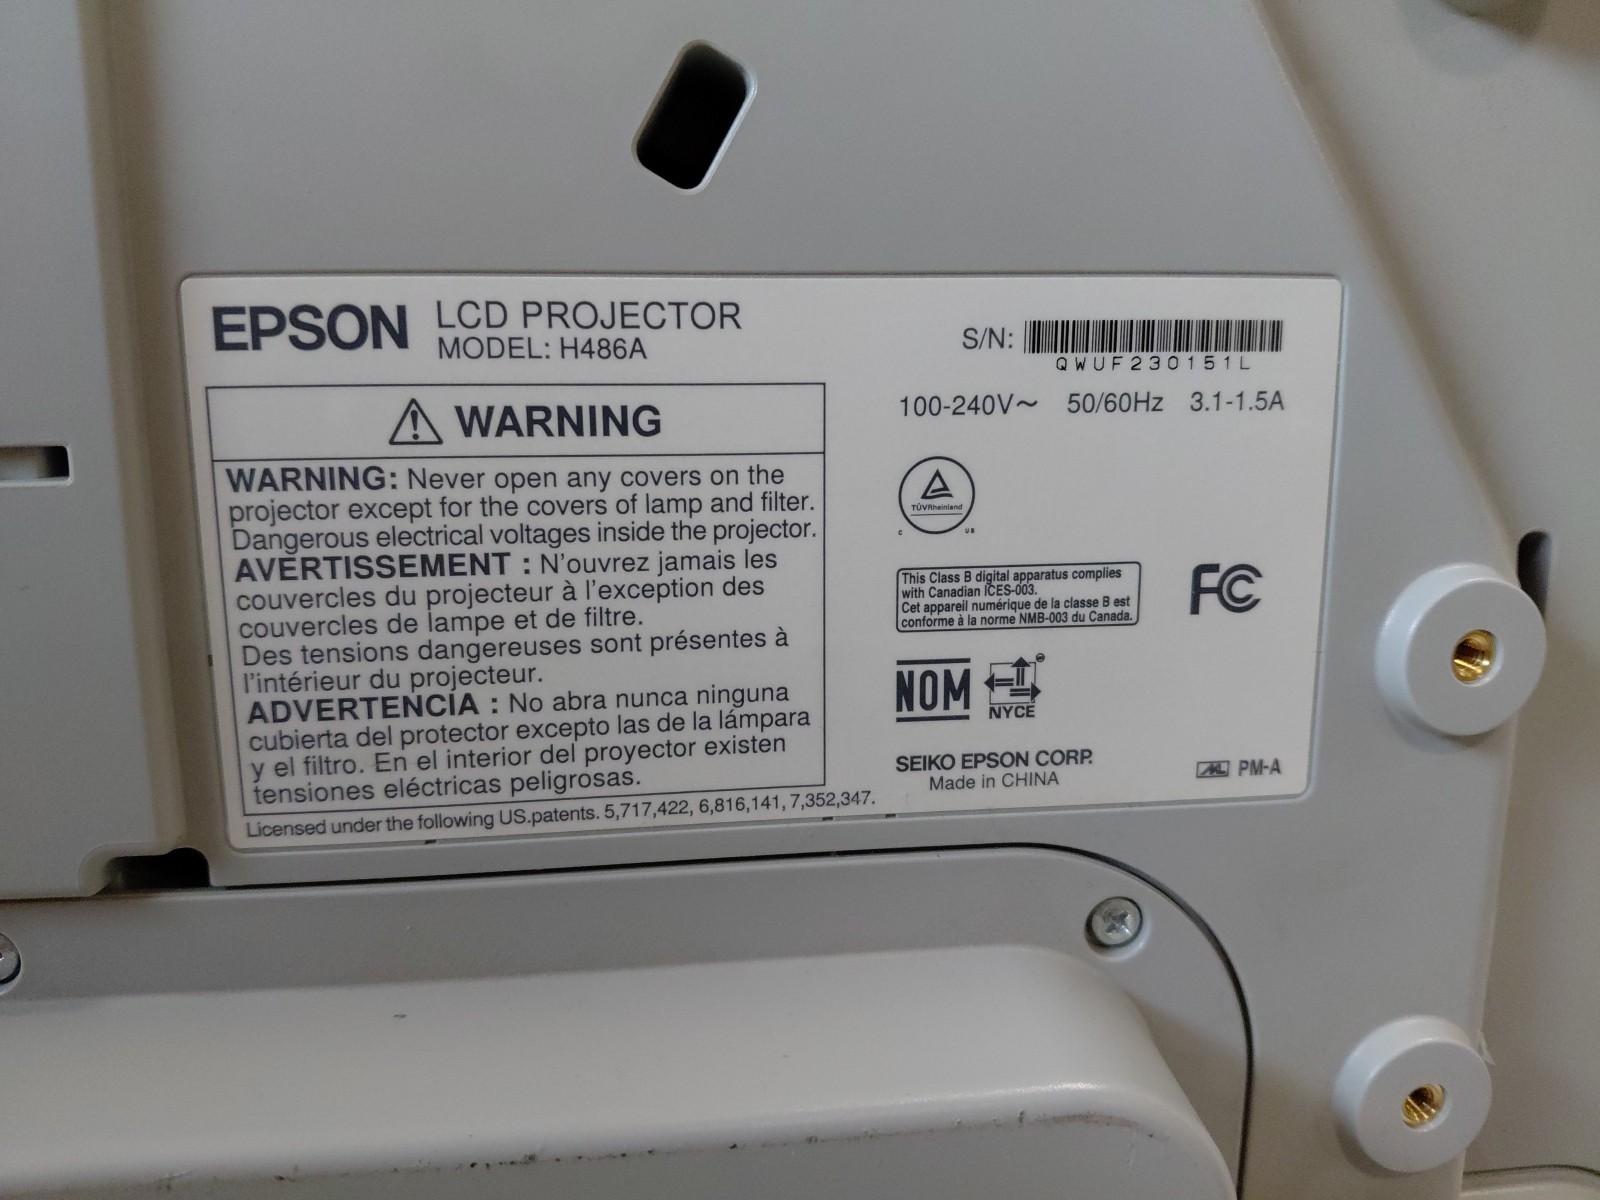 EPSON LCD PROJECTOR
MODEL: H486A
S/N:
QWUF230151L
100-240V~ 50/60Hz 3.1-1.5A
WARNING
WARNING: Never open any covers on the
projector except for the covers of lamp and filter.
Dangerous electrical voltages inside the projector.
AVERTISSEMENT : N'ouvrez jamais les
couvercles du projecteur à l'exception des
couvercles de lampe et de filtre.
Des tensions dangereuses sont présentes à
l'intérieur du projecteur.
ADVERTENCIA : No abra nunca ninguna
cubierta del protector excepto las de la lámpara
y el filtro. En el interior del proyector existen
tensiones eléctricas peligrosas.
Licensed under the following US.patents. 5,717,422, 6,816,141, 7,352,347.
TÜVRheinland
C US
This Class B digital apparatus complies
with Canadian ICES-003.
Cet appareil numérique de la classe B est
conforme à la norme NMB-003 du Canada.
FC
NOM
NYCE
SEIKO EPSON CORP.
Made in CHINA
PM-A